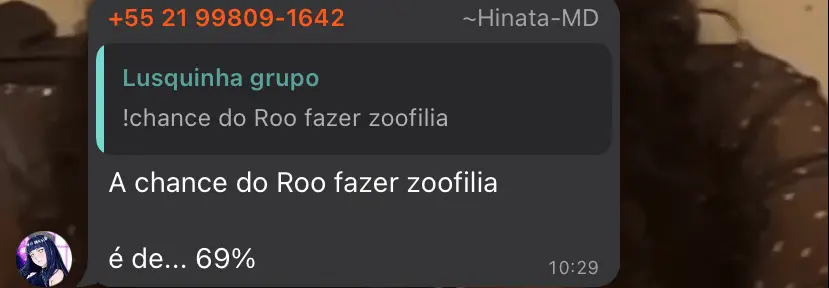 +55 21 99809-1642 ~Hinata-MD
Lusquinha grupo
!chance do Roo fazer zoofilia
A chance do Roo fazer zoofilia
é de... 69%
10:29